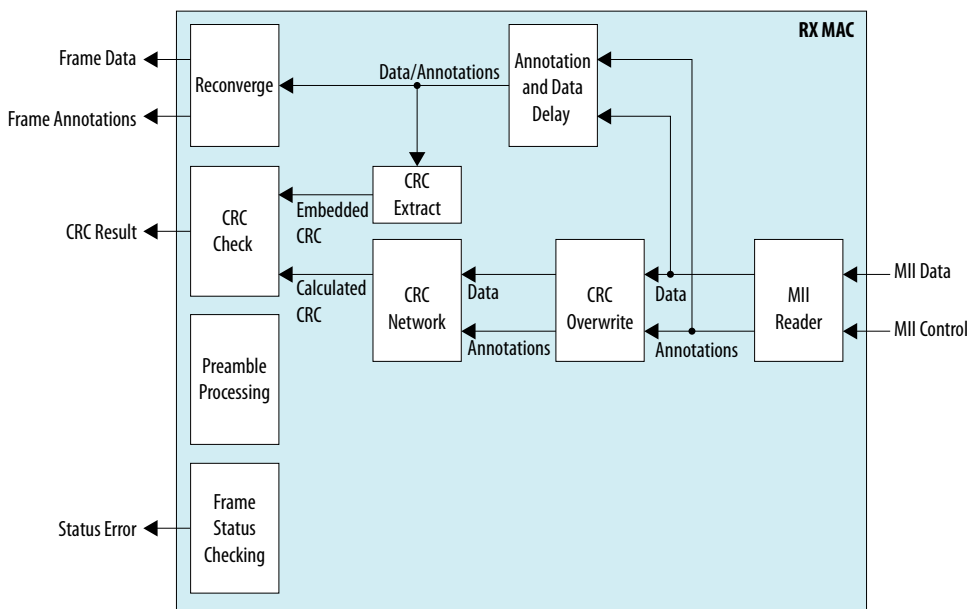 RX MAC
Frame Data
Frame Annotations
Reconverge
Data/Annotations
Annotation
and Data
Delay
CRC
Extract
Embedded
CRC
CRC
Check
CRC Result
Calculated
CRC
CRC
Network
Data
Annotations
CRC
Overwrite
Data
Annotations
MII
Reader
MII Data
MII Control
Preamble
Processing
Frame
Status
Checking
Status Error